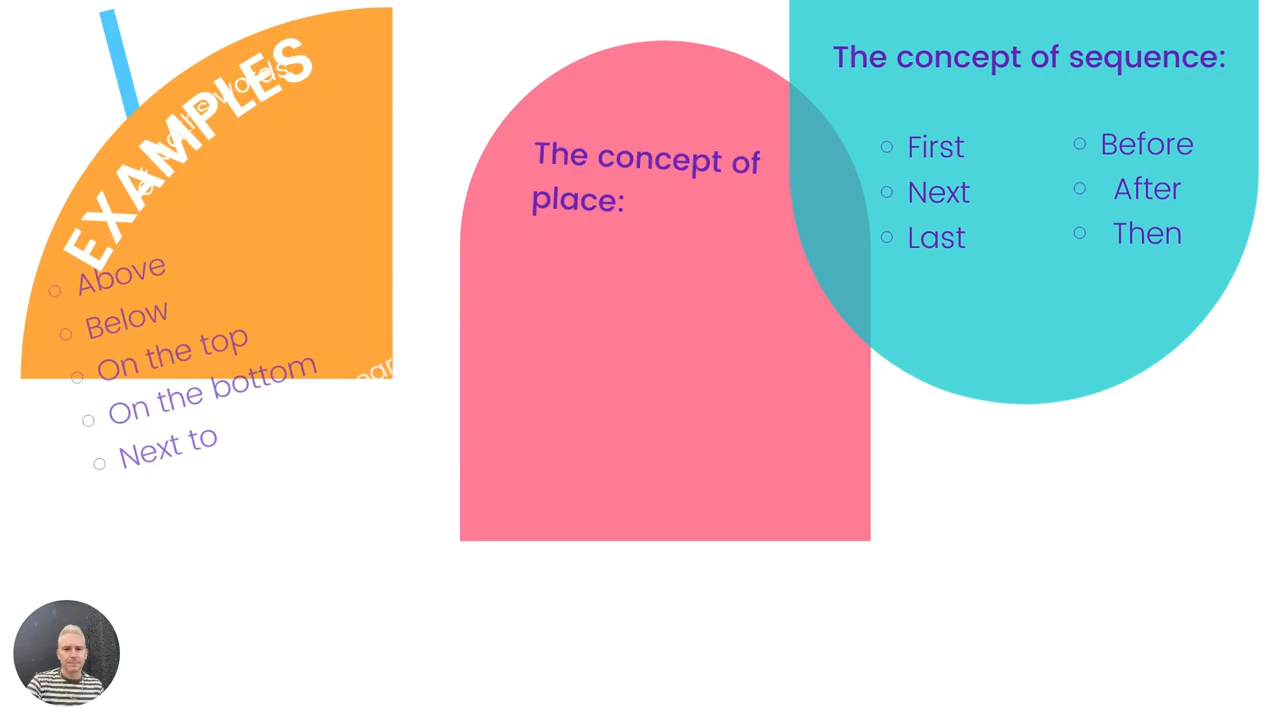 EXAMPLES
Above
Below
On the top
On the bottom
Next to
The concept of
place:
The concept of sequence:
First
Next
Last
Before
After
Then